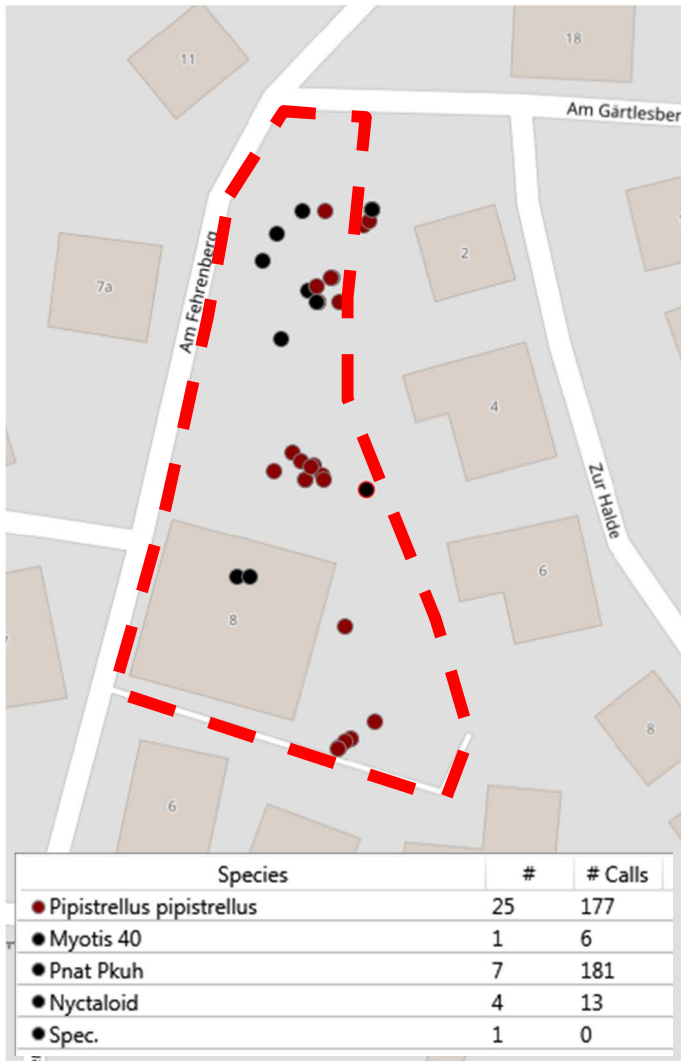 11
18
Am Gärtlesber
2
7a
Am Fehrenberg
4
Zur Halde
6
8
8
6
Species # # Calls
Pipistrellus pipistrellus 25 177
Myotis 40 1 6
Pnat Pkuh 7 181
Nyctaloid 4 13
Spec. 1 0